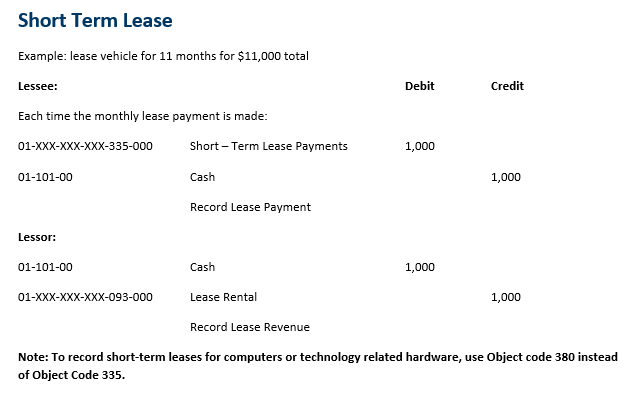 Short Term Lease
Example: lease vehicle for 11 months for $11,000 total
Lessee: Debit Credit
Each time the monthly lease payment is made:
01-XXX-XXX-XXX-335-000 Short – Term Lease Payments 1,000
01-101-00 Cash 1,000
Record Lease Payment
Lessor:
01-101-00 Cash 1,000
01-XXX-XXX-XXX-093-000 Lease Rental 1,000
Record Lease Revenue
Note: To record short-term leases for computers or technology related hardware, use Object code 380 instead
of Object Code 335.